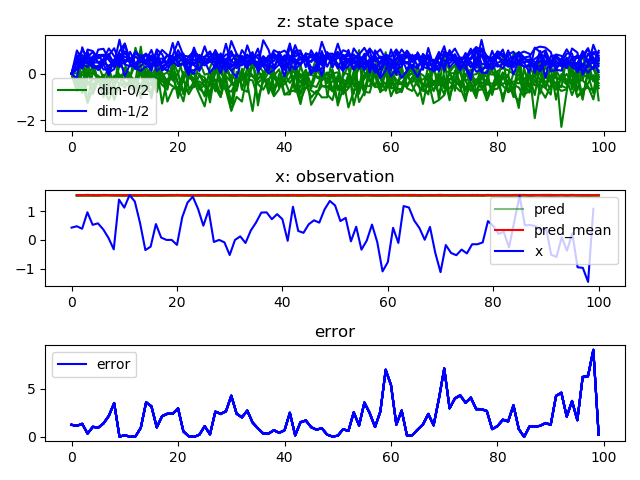 z: state space
0
−2
dim-0/2
dim-1/2
0 20 40 60 80 100
x: observation
1
0
−1
pred
pred_mean
x
0 20 40 60 80 100
error
5
0
error
0 20 40 60 80 100